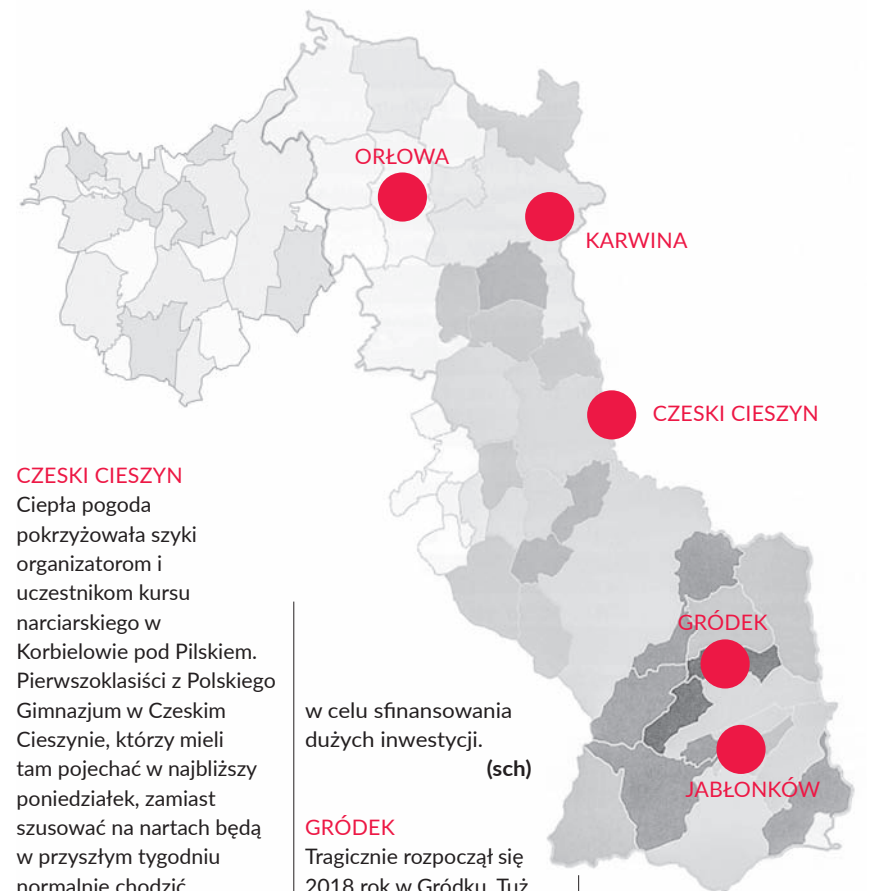 ORŁOWA
KARWINA
CZESKI CIESZYN
GRÓDEK
JABŁONKÓW
CZESKI CIESZYN
Ciepła pogoda
pokrzyżowała szyki
organizatorom i
uczestnikom kursu
narciarskiego w
Korbielowie pod Pilskiem.
Pierwszoklasiści z Polskiego
Gimnazjum w Czeskim
Cieszynie, którzy mieli
tam pojechać w najbliższy
poniedziałek, zamiast
szusować na nartach będą
w przyszłym tygodniu
normalnie chodzić
w celu sfinansowania
dużych inwestycji.
(sch)
GRÓDEK
Tragicznie rozpoczął się
2018 rok w Gródku. Tuż